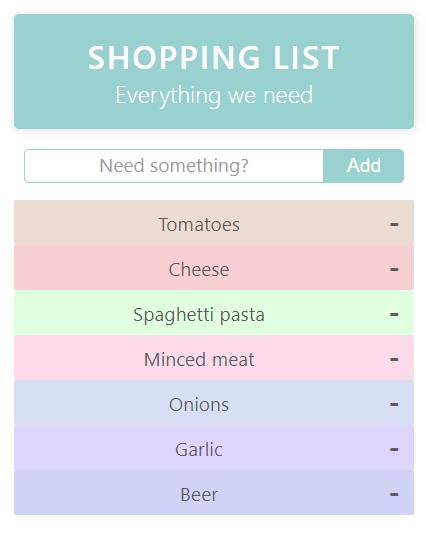 SHOPPING LIST
Everything we need
Need something? Add
Tomatoes -
Cheese -
Spaghetti pasta -
Minced meat -
Onions -
Garlic -
Beer -